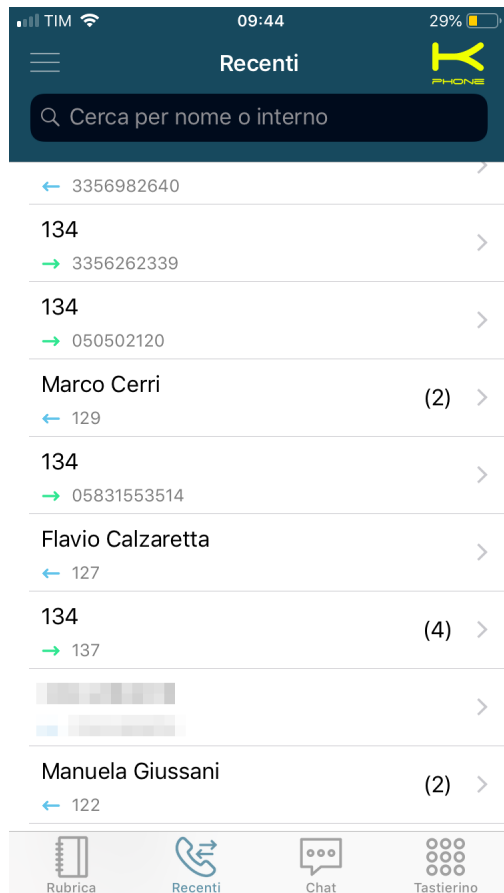 TIM 09:44 29%
Recenti
PHONE
Cerca per nome o interno
← 3356982640
134
→ 3356262339
134
→ 050502120
Marco Cerri (2)
← 129
134
→ 05831553514
Flavio Calzaretta
← 127
134 (4)
→ 137
Manuela Giussani (2)
← 122
Rubrica Recenti Chat Tastierino